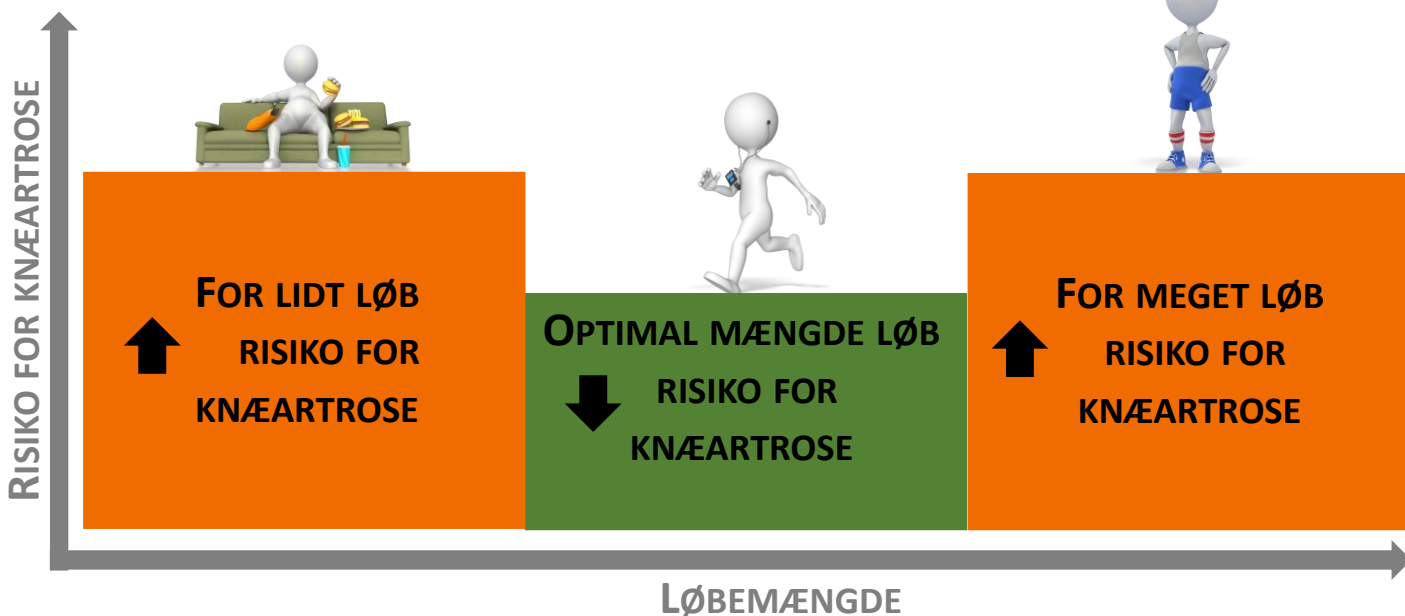 RISIKO FOR KNÆARTROSE
FOR LIDT LØB
RISIKO FOR
KNÆARTROSE
OPTIMAL MÆNGDE LØB
RISIKO FOR
KNÆARTROSE
FOR MEGET LØB
RISIKO FOR
KNÆARTROSE
LØBEMÆNGDE